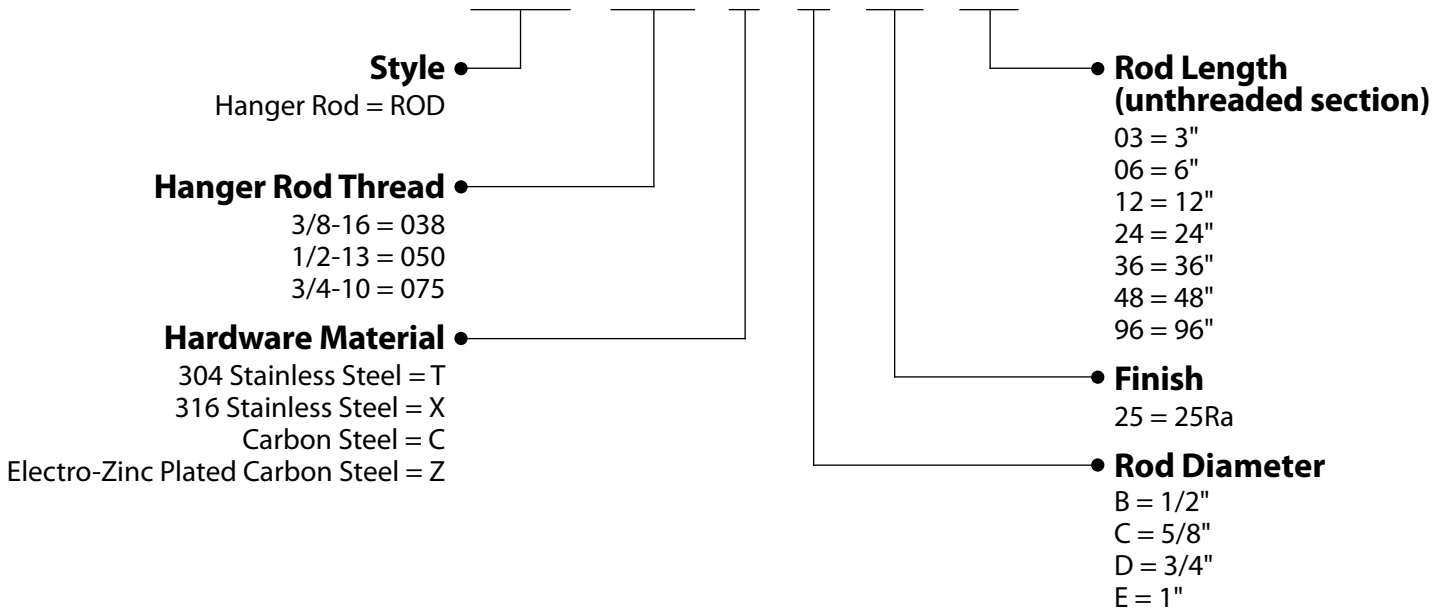 Style
Hanger Rod = ROD
Hanger Rod Thread
3/8-16 = 038
1/2-13 = 050
3/4-10 = 075
Hardware Material
304 Stainless Steel = T
316 Stainless Steel = X
Carbon Steel = C
Electro-Zinc Plated Carbon Steel = Z
Rod Length
(unthreaded section)
03 = 3"
06 = 6"
12 = 12"
24 = 24"
36 = 36"
48 = 48"
96 = 96"
Finish
25 = 25Ra
Rod Diameter
B = 1/2"
C = 5/8"
D = 3/4"
E = 1"